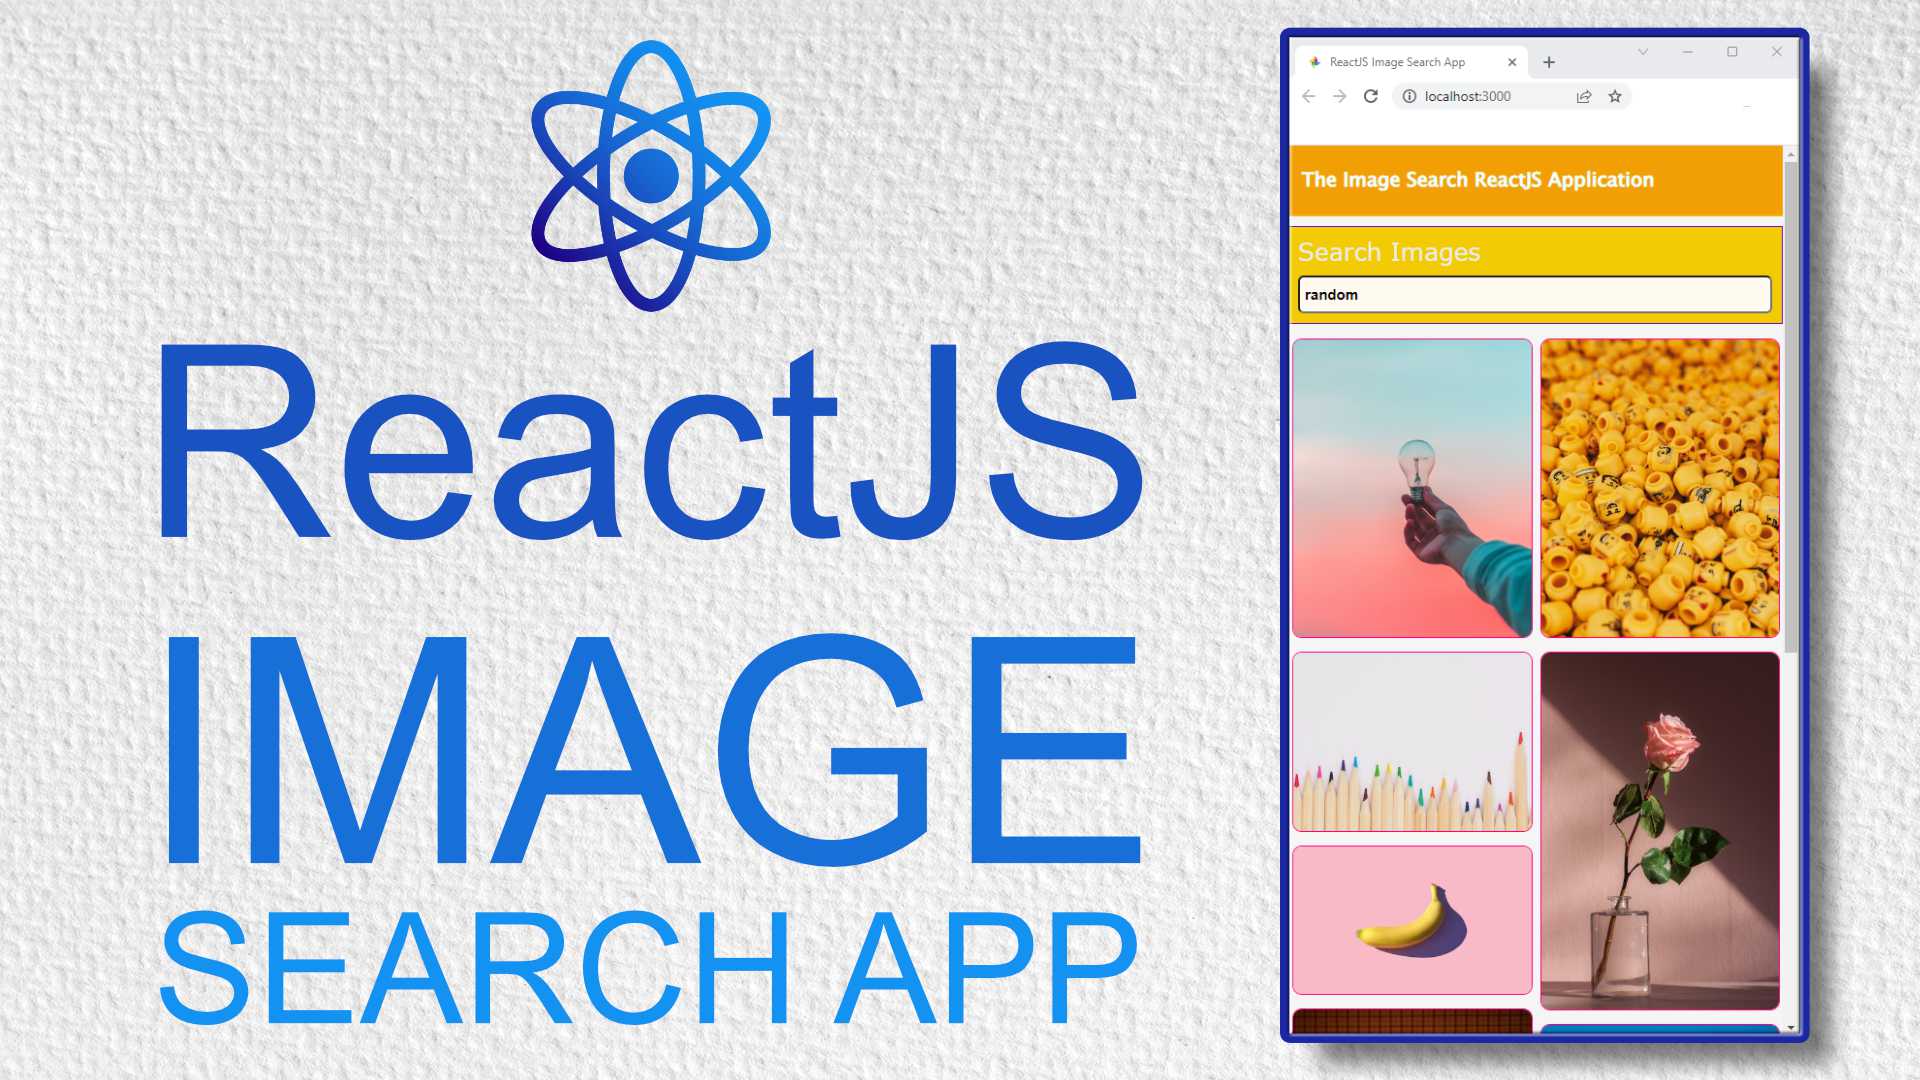 ReactJS
IMAGE
SEARCH APP
ReactJS Image Search App
localhost:3000
The Image Search ReactJS Application
Search Images
random